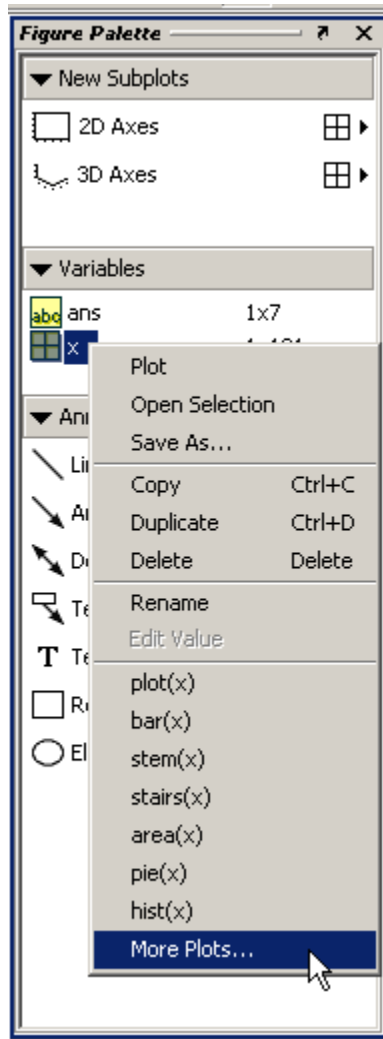 Figure Palette
New Subplots
2D Axes
3D Axes
Variables
abc ans 1x7
x
Plot
Open Selection
Save As...
Copy Ctrl+C
Duplicate Ctrl+D
Delete Delete
Rename
Edit Value
plot(x)
bar(x)
stem(x)
stairs(x)
area(x)
pie(x)
hist(x)
More Plots...
T